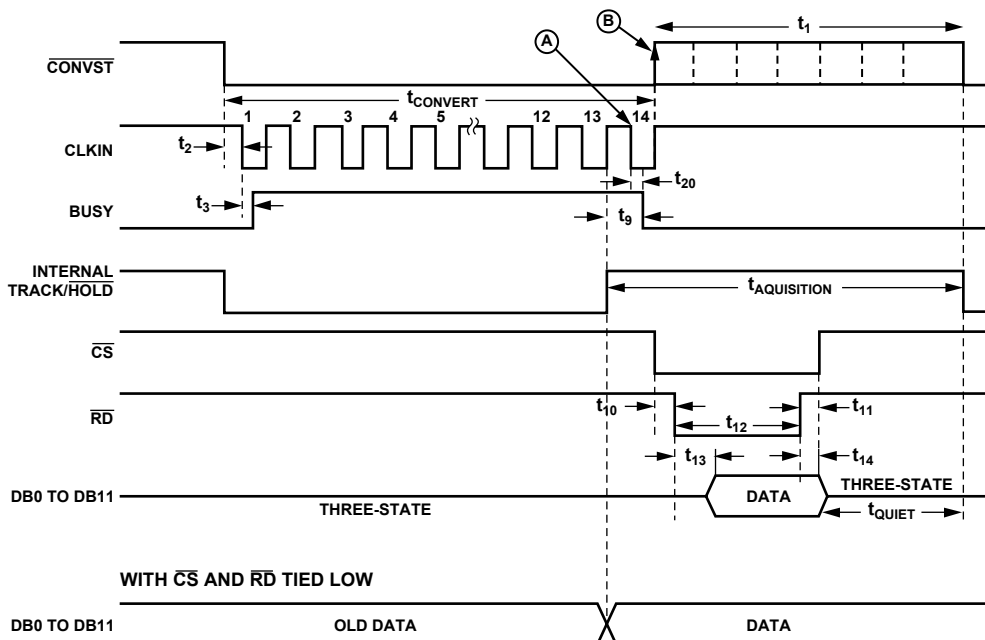 B
t1
A
CONVST
tCONVERT
1 2 3 4 5 12 13 14
CLKIN
t2
t20
t3
t9
BUSY
INTERNAL
TRACK/HOLD
tAQUISITION
CS
t10
t11
RD
t12
t13
t14
DB0 TO DB11
THREE-STATE
DATA
THREE-STATE
tQUIET
WITH CS AND RD TIED LOW
DB0 TO DB11
OLD DATA
DATA